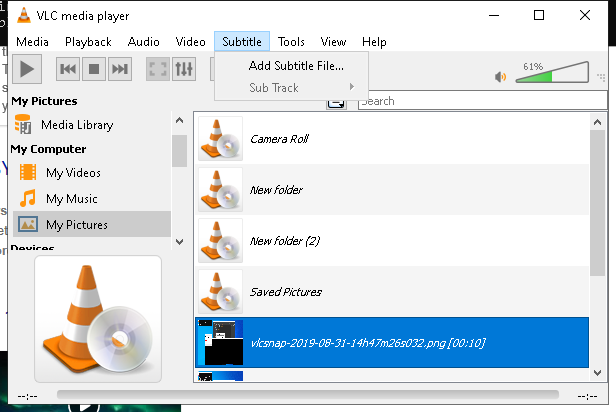 VLC media player
Media Playback Audio Video Subtitle Tools View Help
Add Subtitle File...
Sub Track
61%
My Pictures
Search
Media Library
My Computer
My Videos
My Music
My Pictures
Devices
Camera Roll
New folder
New folder (2)
Saved Pictures
vlcsnap-2019-08-31-14h47m26s032.png [00:10]
--:--
--:--